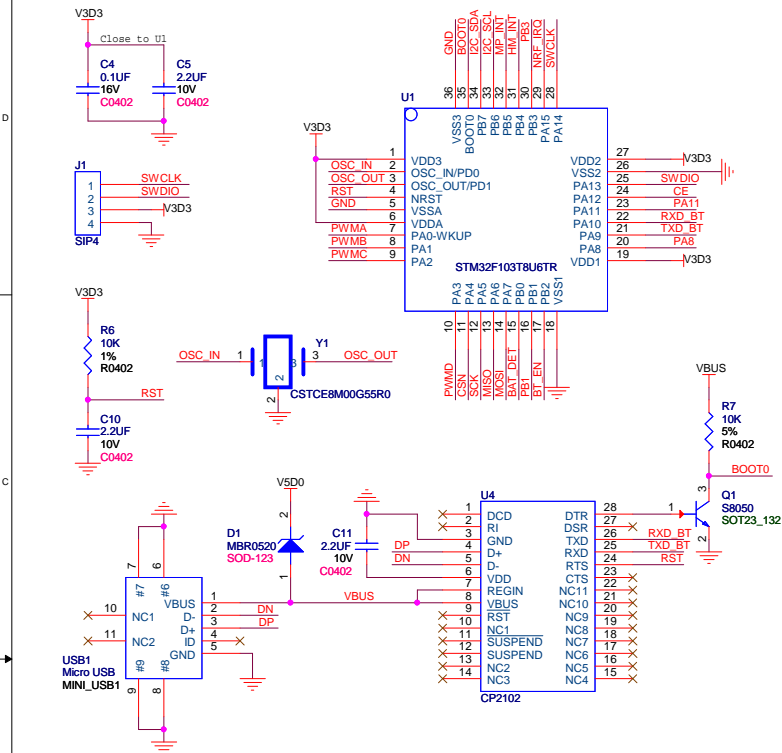 V3D3
Close to U1
C4
0.1UF
16V
C0402
C5
2.2UF
10V
C0402
J1
1 SWCLK
2 SWDIO
3 V3D3
4
SIP4
V3D3
R6
10K
1%
R0402
RST
C10
2.2UF
10V
C0402
OSC_IN 1 1 3 3 OSC_OUT
Y1
2
2
CSTCE8M00G55R0
GND
BOOT0
I2C_SDA
I2C_SCL
MP_INT
HM_INT
PB3
NRF_IRQ
SWCLK
36 35 34 33 32 31 30 29 28
U1
VSS3
BOOT0
PB7
PB6
PB5
PB4
PB3
PA15
PA14
V3D3
1 VDD3
OSC_IN 2 OSC_IN/PD0
OSC_OUT 3 OSC_OUT/PD1
RST 4 NRST
GND 5 VSSA
6 VDDA
PWMA 7 PA0-WKUP
PWMB 8 PA1
PWMC 9 PA2
VDD2 27 V3D3
VSS2 26
PA13 25 SWDIO
PA12 24 CE
PA11 23 PA11
PA10 22 RXD_BT
PA9 21 TXD_BT
PA8 20 PA8
VDD1 19 V3D3
STM32F103T8U6TR
PA3
PA4
PA5
PA6
PA7
PB0
PB1
PB2
VSS1
10 11 12 13 14 15 16 17 18
PWMD
CSN
SCK
MISO
MOSI
BAT_DET
PB1
BT_EN
VBUS
R7
10K
5%
R0402
BOOT0
3
1
2
Q1
S8050
SOT23_132
V5D0
2
D1
MBR0520
SOD-123
1
C11
2.2UF
10V
C0402
VBUS
DP
DN
U4
1 DCD
2 RI
3 GND
4 D+
5 D-
6 VDD
7 REGIN
8 VBUS
9 RST
10 NC1
11 SUSPEND
12 SUSPEND
13 NC2
14 NC3
DTR 28
DSR 27
TXD 26 RXD_BT
RXD 25 TXD_BT
RTS 24 RST
CTS 23
NC11 22
NC10 21
NC9 20
NC8 19
NC7 18
NC6 17
NC5 16
NC4 15
CP2102
7 6
#7 #6
VBUS 1
D- 2 DN
D+ 3 DP
ID 4
GND 5
10 NC1
11 NC2
#9 #8
9 8
USB1
Micro USB
MINI_USB1
D
C